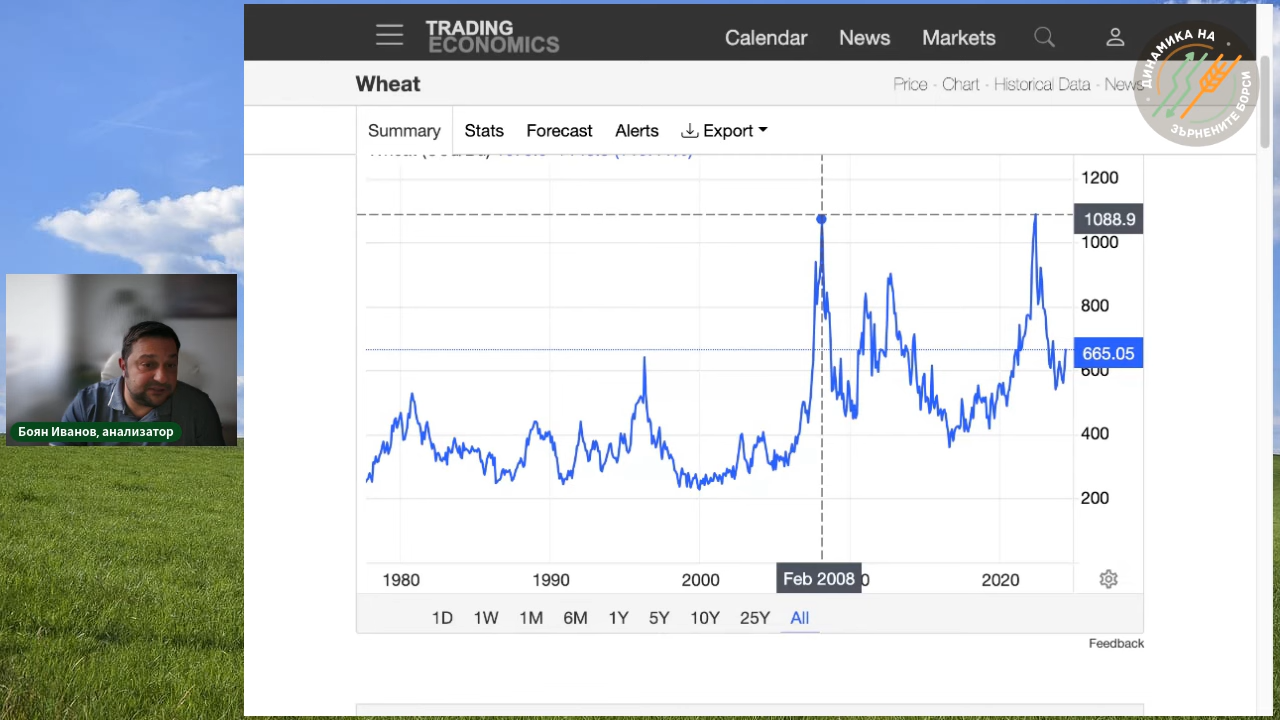 TRADING
ECONOMICS
Calendar News Markets
ДИНАМИКА НА
ЗЪРНЕНИТЕ БОРСИ
Wheat
Price - Chart - Historical Data - News
Summary Stats Forecast Alerts Export
1200
1088.9
1000
800
665.05
600
400
200
Боян Иванов, анализатор
1980 1990 2000 Feb 2008 0 2020
1D 1W 1M 6M 1Y 5Y 10Y 25Y All
Feedback